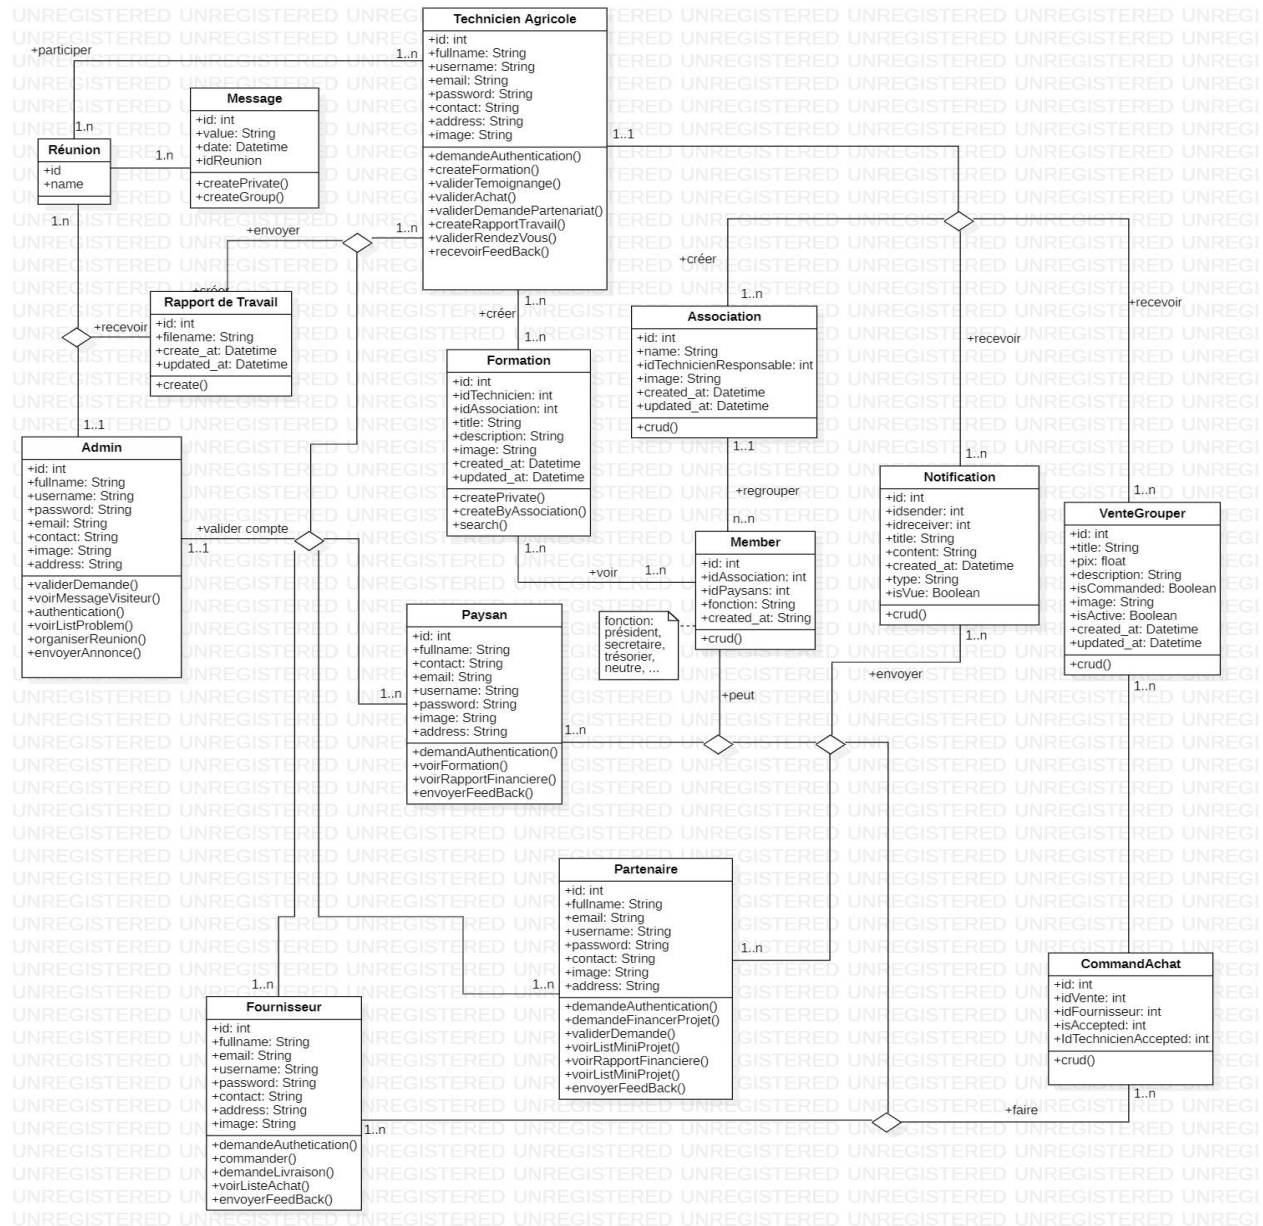 Technicien Agricole
+id: int
+fullname: String
+username: String
+email: String
+password: String
+contact: String
+address: String
+image: String
+demandeAuthentication()
+createFormation()
+validerTemoignange()
+validerAchat()
+validerDemandePartenariat()
+createRapportTravail()
+validerRendezVous()
+recevoirFeedBack()
+participer
1..n
1.n
Message
+id: int
+value: String
+date: Datetime
+idReunion
+createPrivate()
+createGroup()
Réunion
+id
+name
1.n
1.n
1..1
+envoyer
1..n
+créer
Rapport de Travail
+id: int
+filename: String
+create_at: Datetime
+updated_at: Datetime
+create()
+recevoir
1..1
+créer
1..n
1..n
Formation
+id: int
+idTechnicien: int
+idAssociation: int
+title: String
+description: String
+image: String
+created_at: Datetime
+updated_at: Datetime
+createPrivate()
+createByAssociation()
+search()
1..n
+créer
1..n
Association
+id: int
+name: String
+idTechnicienResponsable: int
+image: String
+created_at: Datetime
+updated_at: Datetime
+crud()
1..1
+regrouper
n..n
+recevoir
1..n
+recevoir
1..n
Admin
+id: int
+fullname: String
+username: String
+password: String
+email: String
+contact: String
+image: String
+address: String
+validerDemande()
+voirMessageVisiteur()
+authentication()
+voirListProblem()
+organiserReunion()
+envoyerAnnonce()
+valider compte
1..1
Notification
+id: int
+idsender: int
+idreceiver: int
+title: String
+content: String
+created_at: Datetime
+type: String
+isVue: Boolean
+crud()
1..n
+envoyer
VenteGrouper
+id: int
+title: String
+pix: float
+description: String
+isCommanded: Boolean
+image: String
+isActive: Boolean
+created_at: Datetime
+updated_at: Datetime
+crud()
1..n
Member
+id: int
+idAssociation: int
+idPaysans: int
+fonction: String
+created_at: String
+crud()
+voir
1..n
fonction:
président,
secretaire,
trésorier,
neutre, ...
+peut
Paysan
+id: int
+fullname: String
+contact: String
+email: String
+username: String
+password: String
+image: String
+address: String
+demandAuthentication()
+voirFormation()
+voirRapportFinanciere()
+envoyerFeedBack()
1..n
1..n
Partenaire
+id: int
+fullname: String
+email: String
+username: String
+password: String
+contact: String
+image: String
+address: String
+demandeAuthentication()
+demandeFinancerProjet()
+validerDemande()
+voirListMiniProjet()
+voirRapportFinanciere()
+voirListMiniProjet()
+envoyerFeedBack()
1..n
1..n
Fournisseur
+id: int
+fullname: String
+email: String
+username: String
+password: String
+contact: String
+address: String
+image: String
+demandeAuthetication()
+commander()
+demandeLivraison()
+voirListeAchat()
+envoyerFeedBack()
1..n
1..n
CommandAchat
+id: int
+idVente: int
+idFournisseur: int
+isAccepted: int
+IdTechnicienAccepted: int
+crud()
1..n
+faire